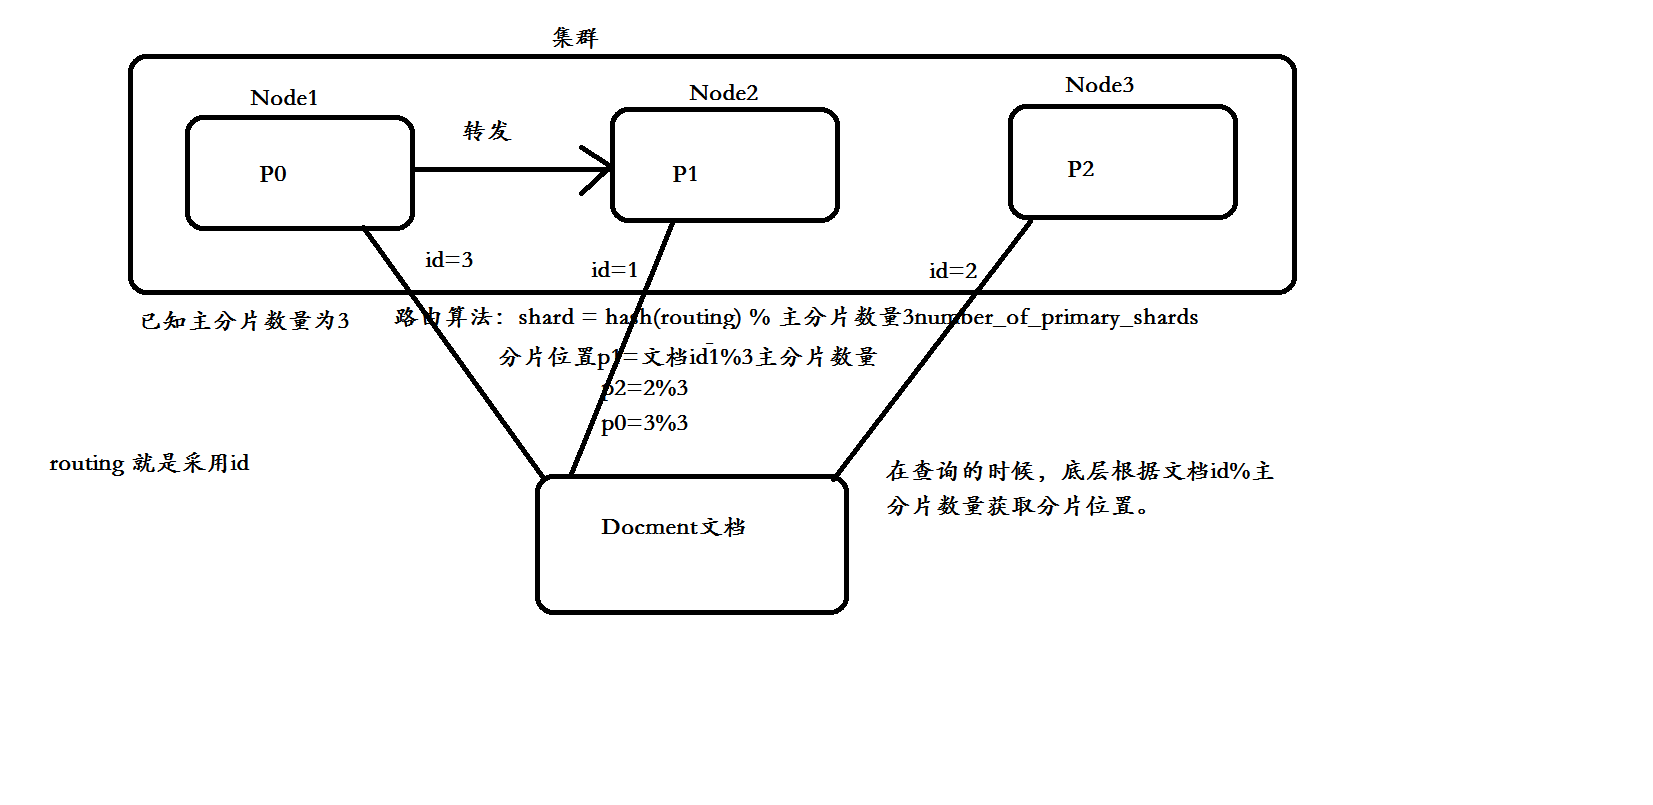 集群
Node1
Node2
Node3
转发
P0
P1
P2
id=3
id=1
id=2
已知主分片数量为3
路由算法：shard = hash(routing) % 主分片数量3number_of_primary_shards
分片位置p1=文档id1%3主分片数量
p2=2%3
p0=3%3
routing 就是采用id
在查询的时候，底层根据文档id%主
分片数量获取分片位置。
Docment文档